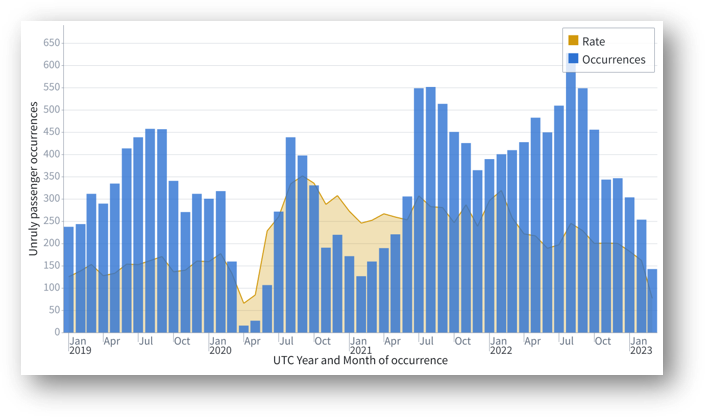 Rate
Occurrences
Unruly passenger occurrences
650
600
550
500
450
400
350
300
250
200
150
100
50
0
Jan Apr Jul Oct Jan Apr Jul Oct Jan Apr Jul Oct Jan Apr Jul Oct Jan
2019 2020 2021 2022 2023
UTC Year and Month of occurrence